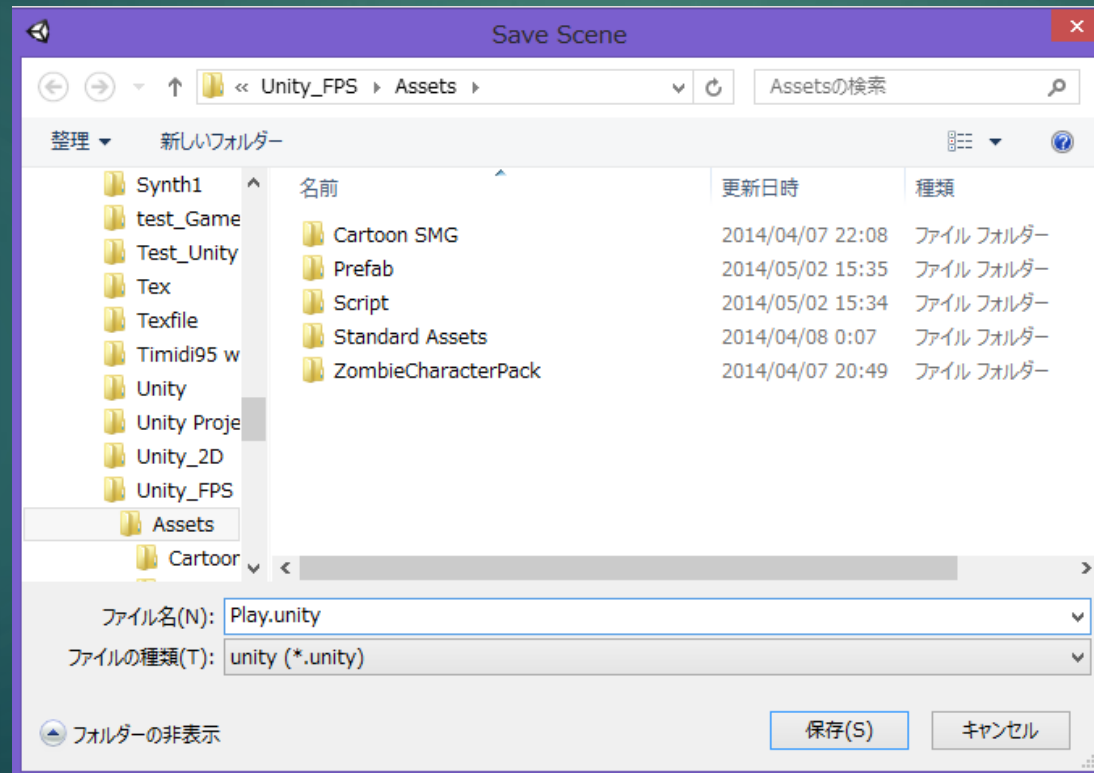 Save Scene
« Unity_FPS Assets Assetsの検索
整理 新しいフォルダー
名前 更新日時 種類
Synth1
test_Game
Test_Unity
Tex
Texfile
Timidi95 w
Unity
Unity Proje
Unity_2D
Unity_FPS
Assets
Cartoor
Cartoon SMG 2014/04/07 22:08 ファイル フォルダー
Prefab 2014/05/02 15:35 ファイル フォルダー
Script 2014/05/02 15:34 ファイル フォルダー
Standard Assets 2014/04/08 0:07 ファイル フォルダー
ZombieCharacterPack 2014/04/07 20:49 ファイル フォルダー
ファイル名(N): Play.unity
ファイルの種類(T): unity (*.unity)
フォルダーの非表示 保存(S) キャンセル